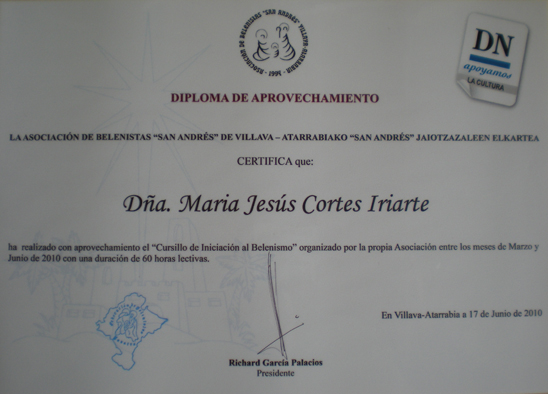 ASOCIACIÓN DE BELENISTAS "SAN ANDRÉS" VILLAVA-ATARRABIA
1994
DN
apoyamos
LA CULTURA
DIPLOMA DE APROVECHAMIENTO
LA ASOCIACIÓN DE BELENISTAS "SAN ANDRÉS" DE VILLAVA – ATARRABIAKO "SAN ANDRÉS" JAIOTZAZALEEN ELKARTEA
CERTIFICA que:
Dña. Maria Jesús Cortes Iriarte
ha realizado con aprovechamiento el "Cursillo de Iniciación al Belenismo" organizado por la propia Asociación entre los meses de Marzo y
Junio de 2010 con una duración de 60 horas lectivas.
En Villava-Atarrabia a 17 de Junio de 2010
Richard García Palacios
Presidente